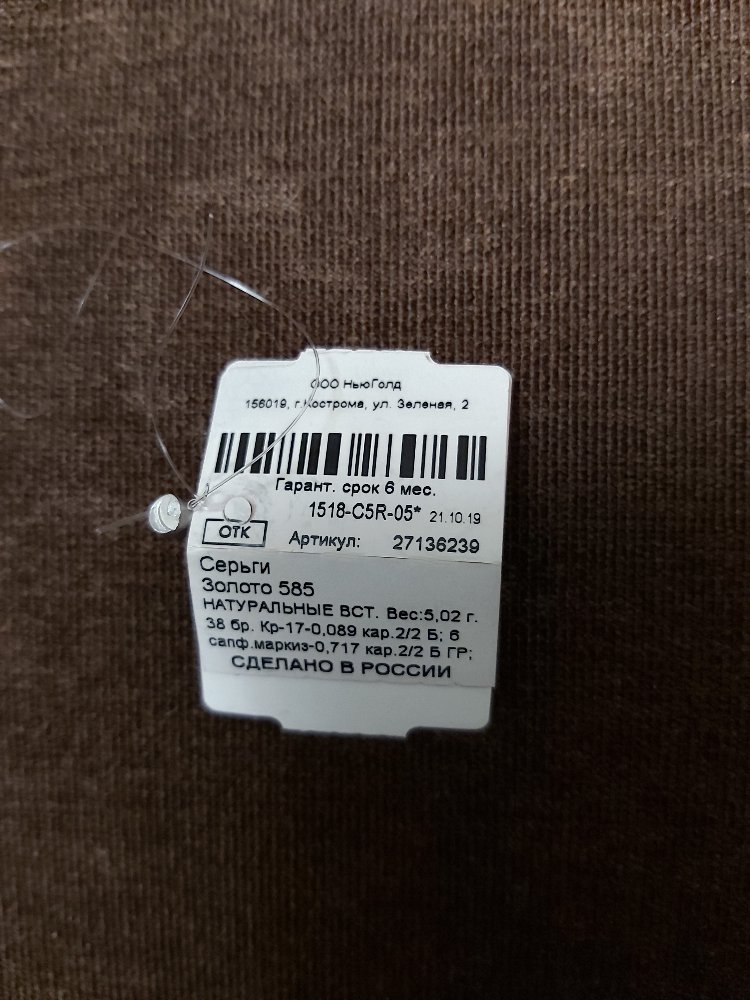 ООО НьюГолд
156019, г.Кострома, ул. Зеленая, 2
Гарант. срок 6 мес.
1518-C5R-05* 21.10.19
ОТК
Артикул: 27136239
Серьги
Золото 585
НАТУРАЛЬНЫЕ ВСТ. Вес:5,02 г.
38 бр. Кр-17-0,089 кар.2/2 Б; 6
сапф.маркиз-0,717 кар.2/2 Б ГР;
СДЕЛАНО В РОССИИ